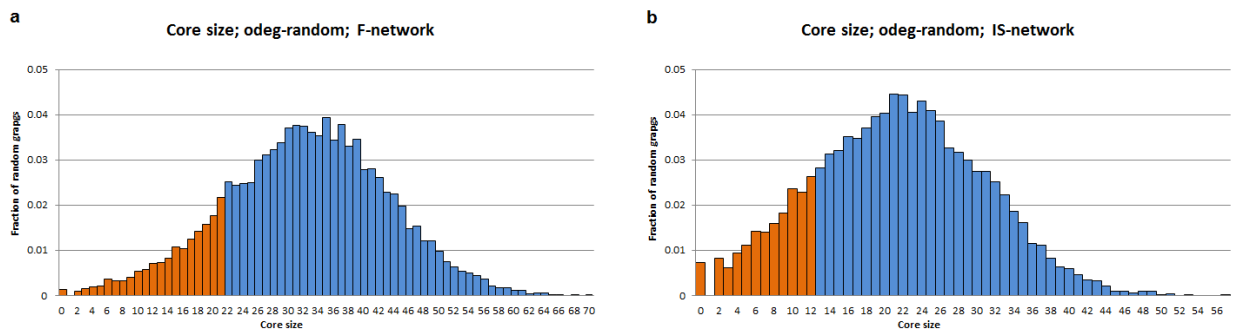 a
Core size; odeg-random; F-network
0.05
0.04
0.03
0.02
0.01
0
Fraction of random grapgs
0 2 4 6 8 10 12 14 16 18 20 22 24 26 28 30 32 34 36 38 40 42 44 46 48 50 52 54 56 58 60 62 64 66 68 70
Core size
b
Core size; odeg-random; IS-network
0.05
0.04
0.03
0.02
0.01
0
Fraction of random grapgs
0 2 4 6 8 10 12 14 16 18 20 22 24 26 28 30 32 34 36 38 40 42 44 46 48 50 52 54 56
Core size